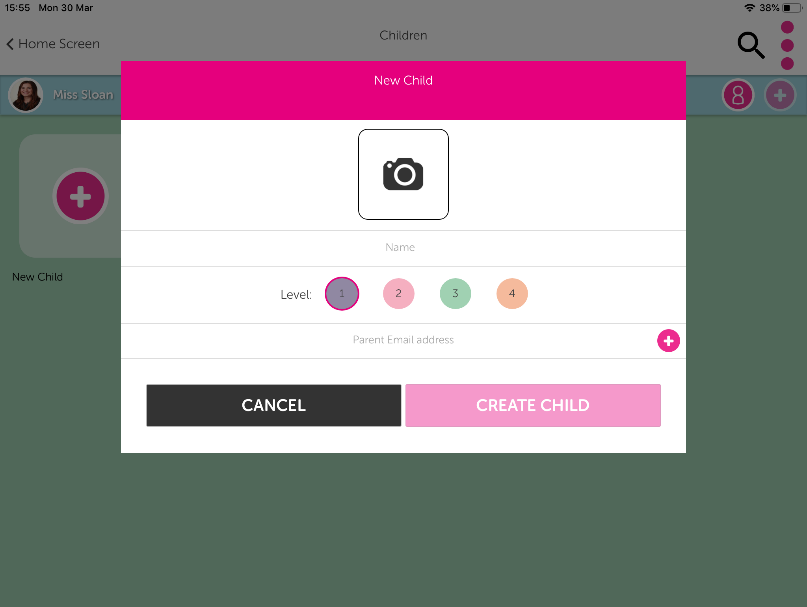 15:55 Mon 30 Mar
38%
Home Screen
Children
Miss Sloan
New Child
Name
Level: 1 2 3 4
New Child
Parent Email address
CANCEL
CREATE CHILD